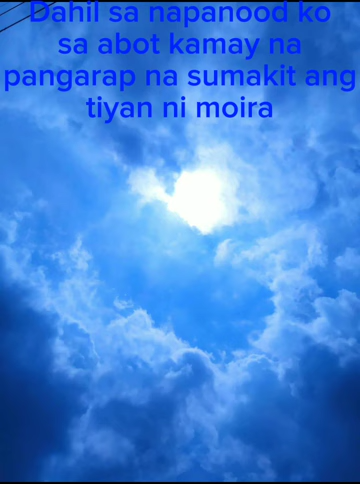 Dahil sa napanood ko
sa abot kamay na
pangarap na sumakit ang
tiyan ni moira